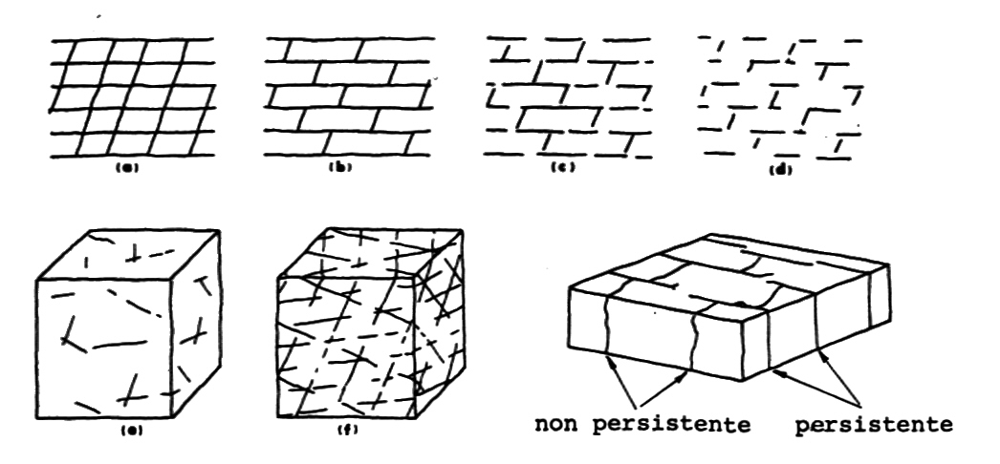 (a) (b) (c) (d)
(e) (f)
non persistente persistente